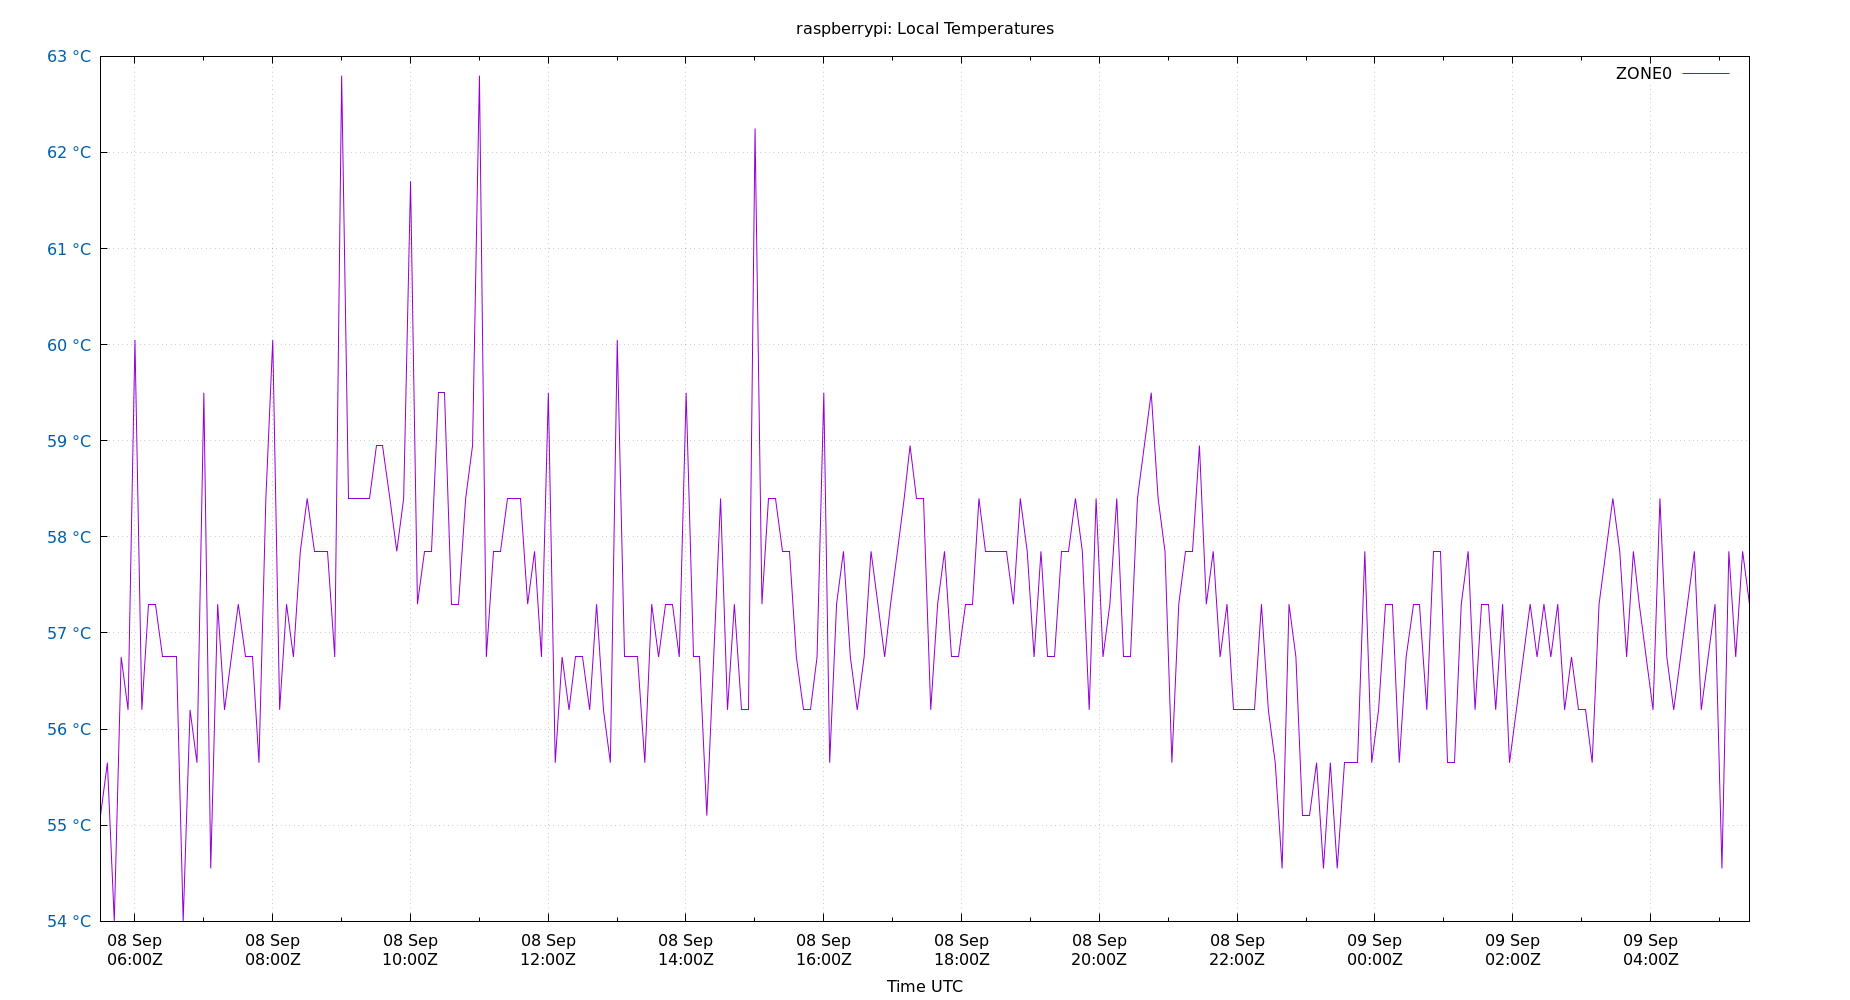 raspberrypi: Local Temperatures
63 °C
ZONE0
62 °C
61 °C
60 °C
59 °C
58 °C
57 °C
56 °C
55 °C
54 °C
08 Sep 08 Sep 08 Sep 08 Sep 08 Sep 08 Sep 08 Sep 08 Sep 08 Sep 09 Sep 09 Sep 09 Sep
06:00Z 08:00Z 10:00Z 12:00Z 14:00Z 16:00Z 18:00Z 20:00Z 22:00Z 00:00Z 02:00Z 04:00Z
Time UTC